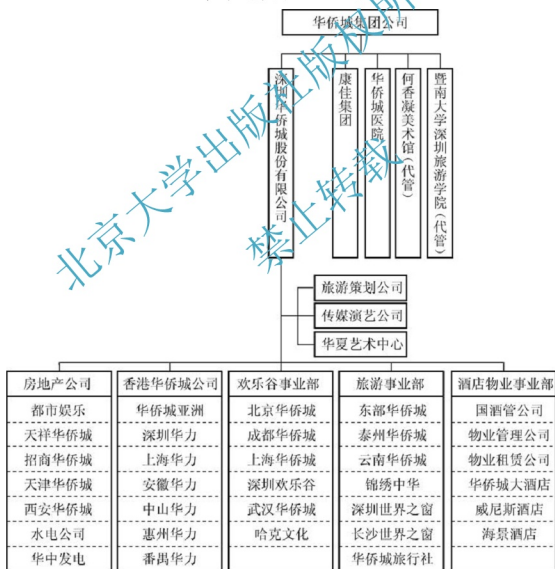 华侨城集团公司
深圳华侨城股份有限公司
康佳集团
华侨城医院
何香凝美术馆(代管)
暨南大学深圳旅游学院(代管)
北京大学出版社版权所
禁止转载
旅游策划公司
传媒演艺公司
华夏艺术中心
房地产公司 香港华侨城公司 欢乐谷事业部 旅游事业部 酒店物业事业部
都市娱乐 华侨城亚洲 北京华侨城 东部华侨城 国酒管公司
天祥华侨城 深圳华力 成都华侨城 泰州华侨城 物业管理公司
招商华侨城 上海华力 上海华侨城 云南华侨城 物业租赁公司
天津华侨城 安徽华力 深圳欢乐谷 锦绣中华 华侨城大酒店
西安华侨城 中山华力 武汉华侨城 深圳世界之窗 威尼斯酒店
水电公司 惠州华力 哈克文化 长沙世界之窗 海景酒店
华中发电 番禺华力 华侨城旅行社